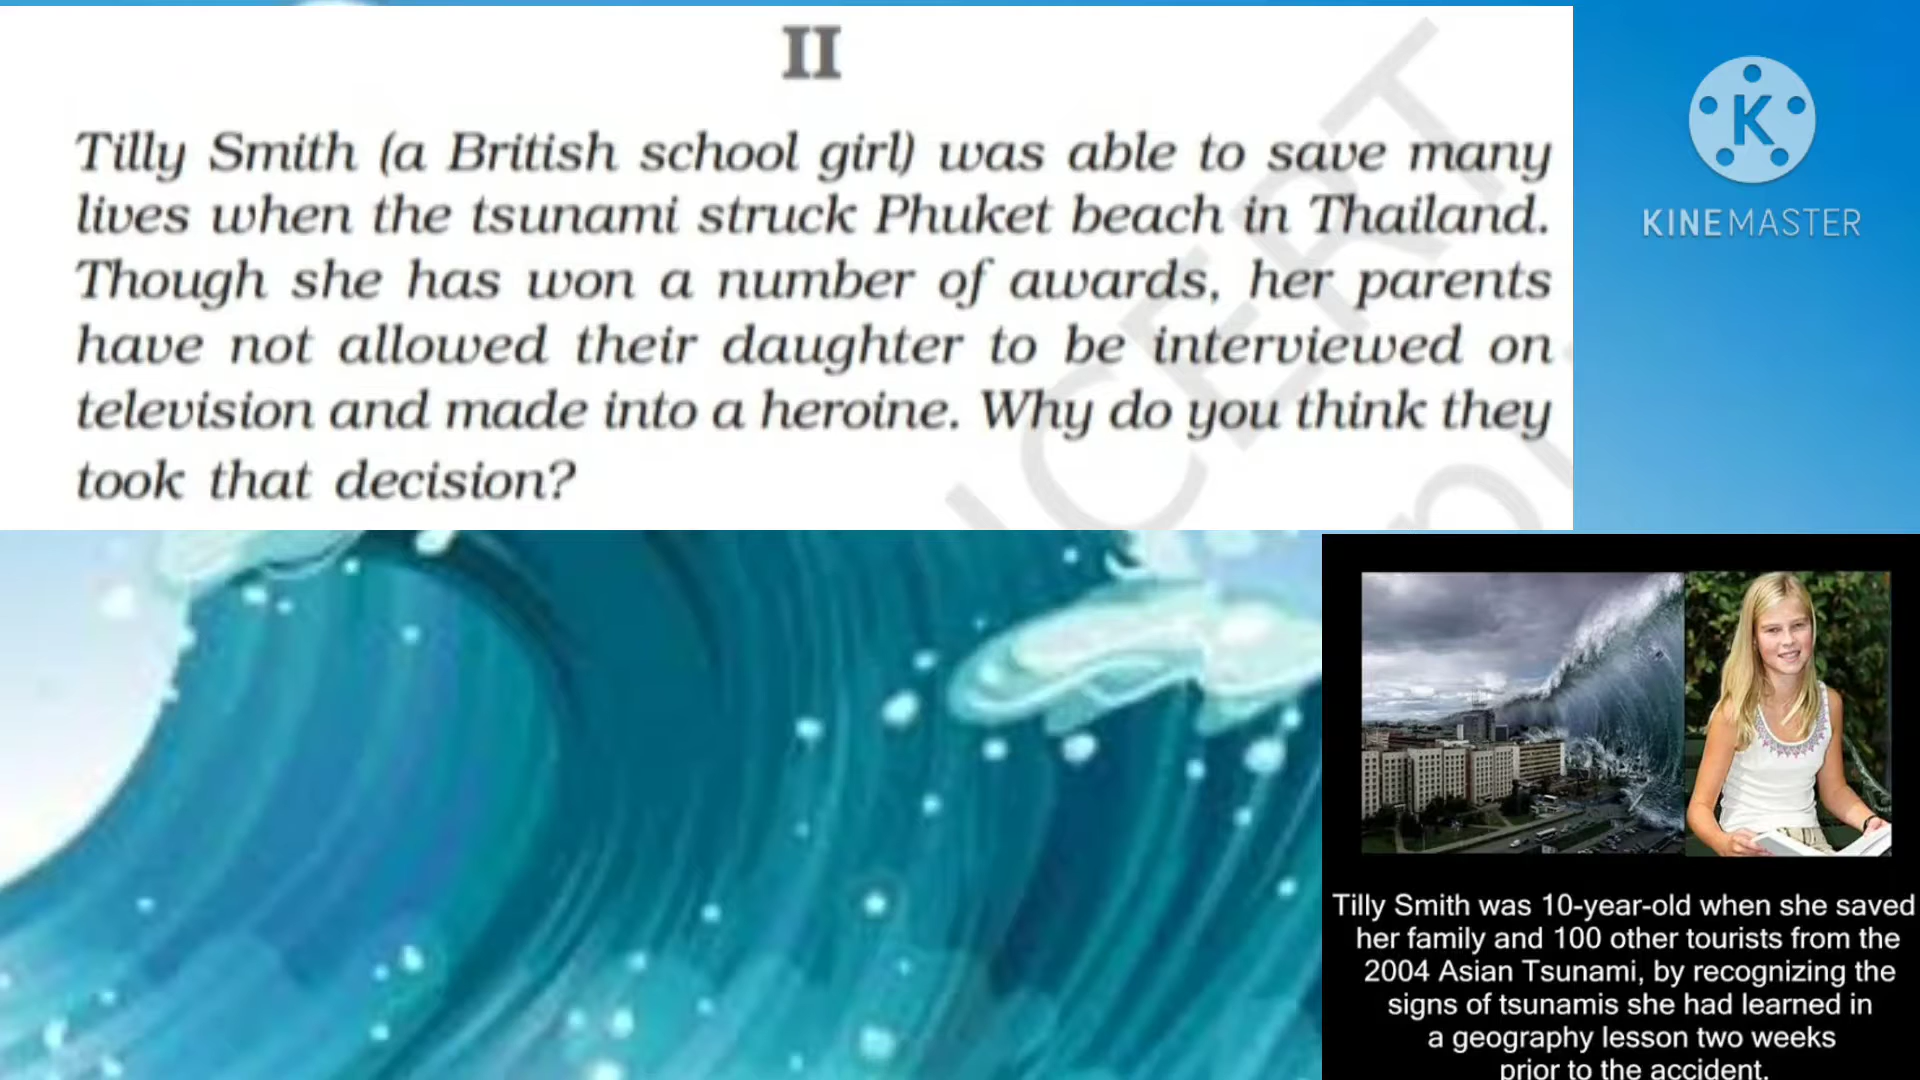 II
Tilly Smith (a British school girl) was able to save many
lives when the tsunami struck Phuket beach in Thailand.
Though she has won a number of awards, her parents
have not allowed their daughter to be interviewed on
television and made into a heroine. Why do you think they
took that decision?
K
KINEMASTER
Tilly Smith was 10-year-old when she saved
her family and 100 other tourists from the
2004 Asian Tsunami, by recognizing the
signs of tsunamis she had learned in
a geography lesson two weeks
prior to the accident.